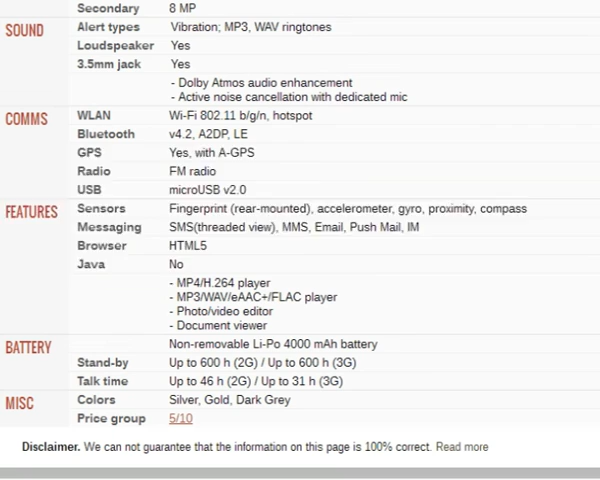 Secondary 8 MP
SOUND Alert types Vibration; MP3, WAV ringtones
Loudspeaker Yes
3.5mm jack Yes
- Dolby Atmos audio enhancement
- Active noise cancellation with dedicated mic
COMMS WLAN Wi-Fi 802.11 b/g/n, hotspot
Bluetooth v4.2, A2DP, LE
GPS Yes, with A-GPS
Radio FM radio
USB microUSB v2.0
FEATURES Sensors Fingerprint (rear-mounted), accelerometer, gyro, proximity, compass
Messaging SMS(threaded view), MMS, Email, Push Mail, IM
Browser HTML5
Java No
- MP4/H.264 player
- MP3/WAV/eAAC+/FLAC player
- Photo/video editor
- Document viewer
BATTERY Non-removable Li-Po 4000 mAh battery
Stand-by Up to 600 h (2G) / Up to 600 h (3G)
Talk time Up to 46 h (2G) / Up to 31 h (3G)
MISC Colors Silver, Gold, Dark Grey
Price group 5/10
Disclaimer. We can not guarantee that the information on this page is 100% correct. Read more